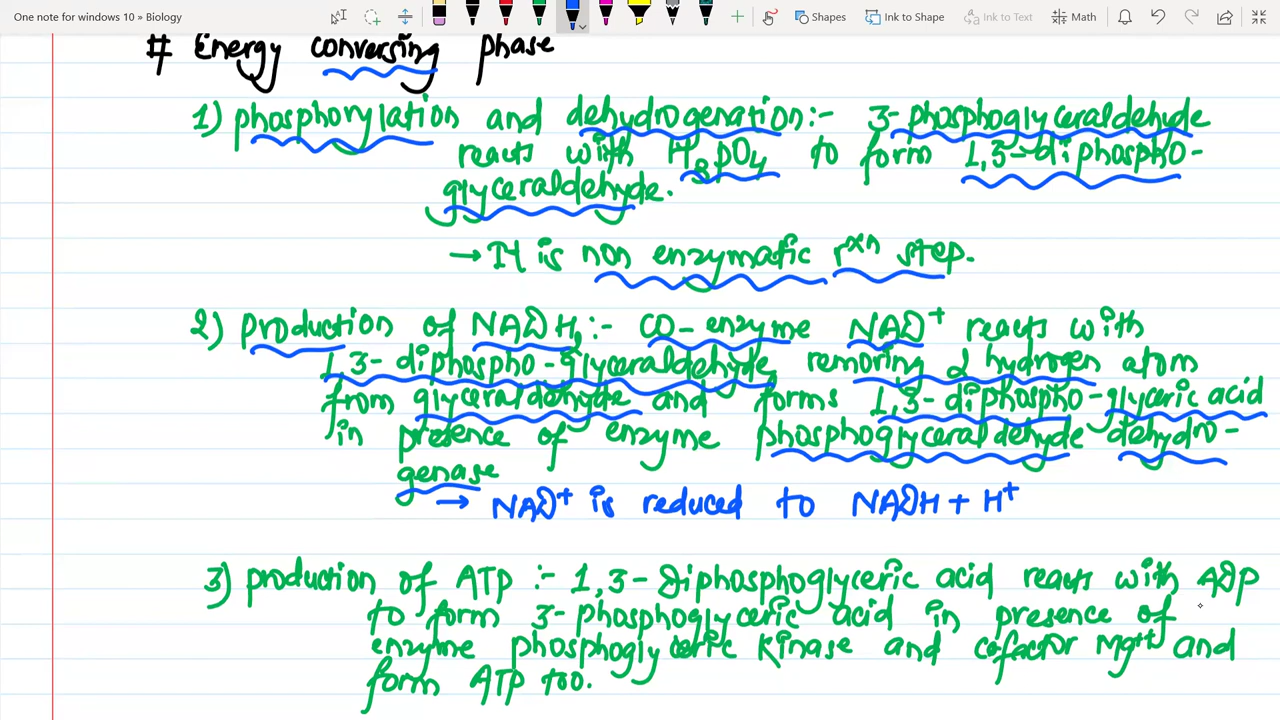 One note for windows 10 » Biology
Shapes Ink to Shape Ink to Text Math
# Energy conversing phase
1) phosphorylation and dehydrogenation:- 3-phosphoglyceraldehyde
reacts with H3PO4 to form 1,3-diphospho-
glyceraldehyde.
→ It is non enzymatic rxn step.
2) production of NADH2:- CO-enzyme NAD+ reacts with
1,3-diphospho-glyceraldehyde removing 2 hydrogen atom
from glyceraldehyde and forms 1,3-diphospho-glyceric acid
in presence of enzyme phosphoglyceraldehyde dehydro-
genase
→ NAD+ is reduced to NADH + H+
3) production of ATP :- 1,3-Diphosphoglyceric acid reacts with ADP
to form 3-phosphoglyceric acid in presence of
enzyme phosphoglyceric kinase and cofactor Mg++ and
form ATP too.